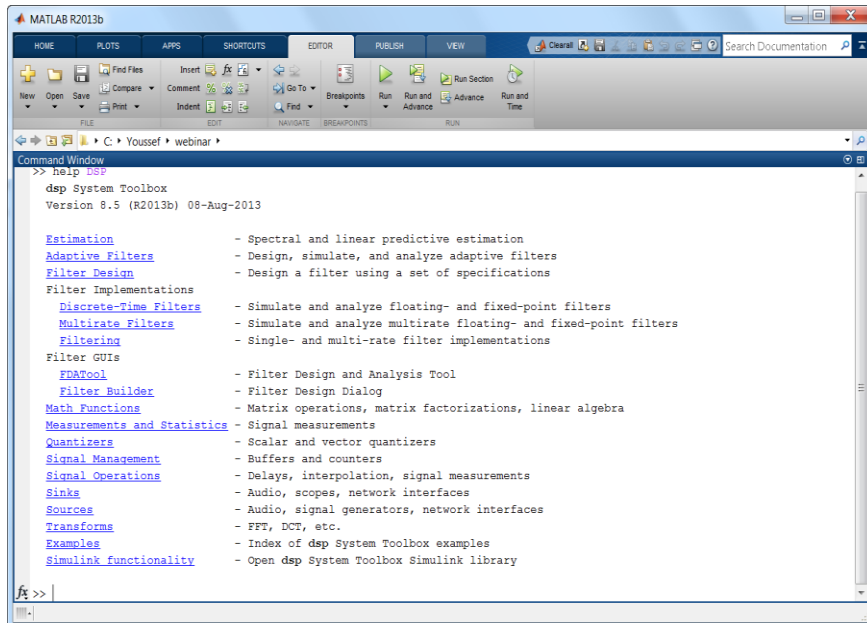 MATLAB R2013b
HOME PLOTS APPS SHORTCUTS EDITOR PUBLISH VIEW Clearall Search Documentation
Find Files Insert fx
New Open Save Compare Comment % Go To Breakpoints Run Run and Advance Run Section Advance Run and Time
Print Indent Find
FILE EDIT NAVIGATE BREAKPOINTS RUN
C: Youssef webinar
Command Window
>> help DSP
dsp System Toolbox
Version 8.5 (R2013b) 08-Aug-2013
Estimation - Spectral and linear predictive estimation
Adaptive Filters - Design, simulate, and analyze adaptive filters
Filter Design - Design a filter using a set of specifications
Filter Implementations
Discrete-Time Filters - Simulate and analyze floating- and fixed-point filters
Multirate Filters - Simulate and analyze multirate floating- and fixed-point filters
Filtering - Single- and multi-rate filter implementations
Filter GUIs
FDATool - Filter Design and Analysis Tool
Filter Builder - Filter Design Dialog
Math Functions - Matrix operations, matrix factorizations, linear algebra
Measurements and Statistics - Signal measurements
Quantizers - Scalar and vector quantizers
Signal Management - Buffers and counters
Signal Operations - Delays, interpolation, signal measurements
Sinks - Audio, scopes, network interfaces
Sources - Audio, signal generators, network interfaces
Transforms - FFT, DCT, etc.
Examples - Index of dsp System Toolbox examples
Simulink functionality - Open dsp System Toolbox Simulink library
fx >>